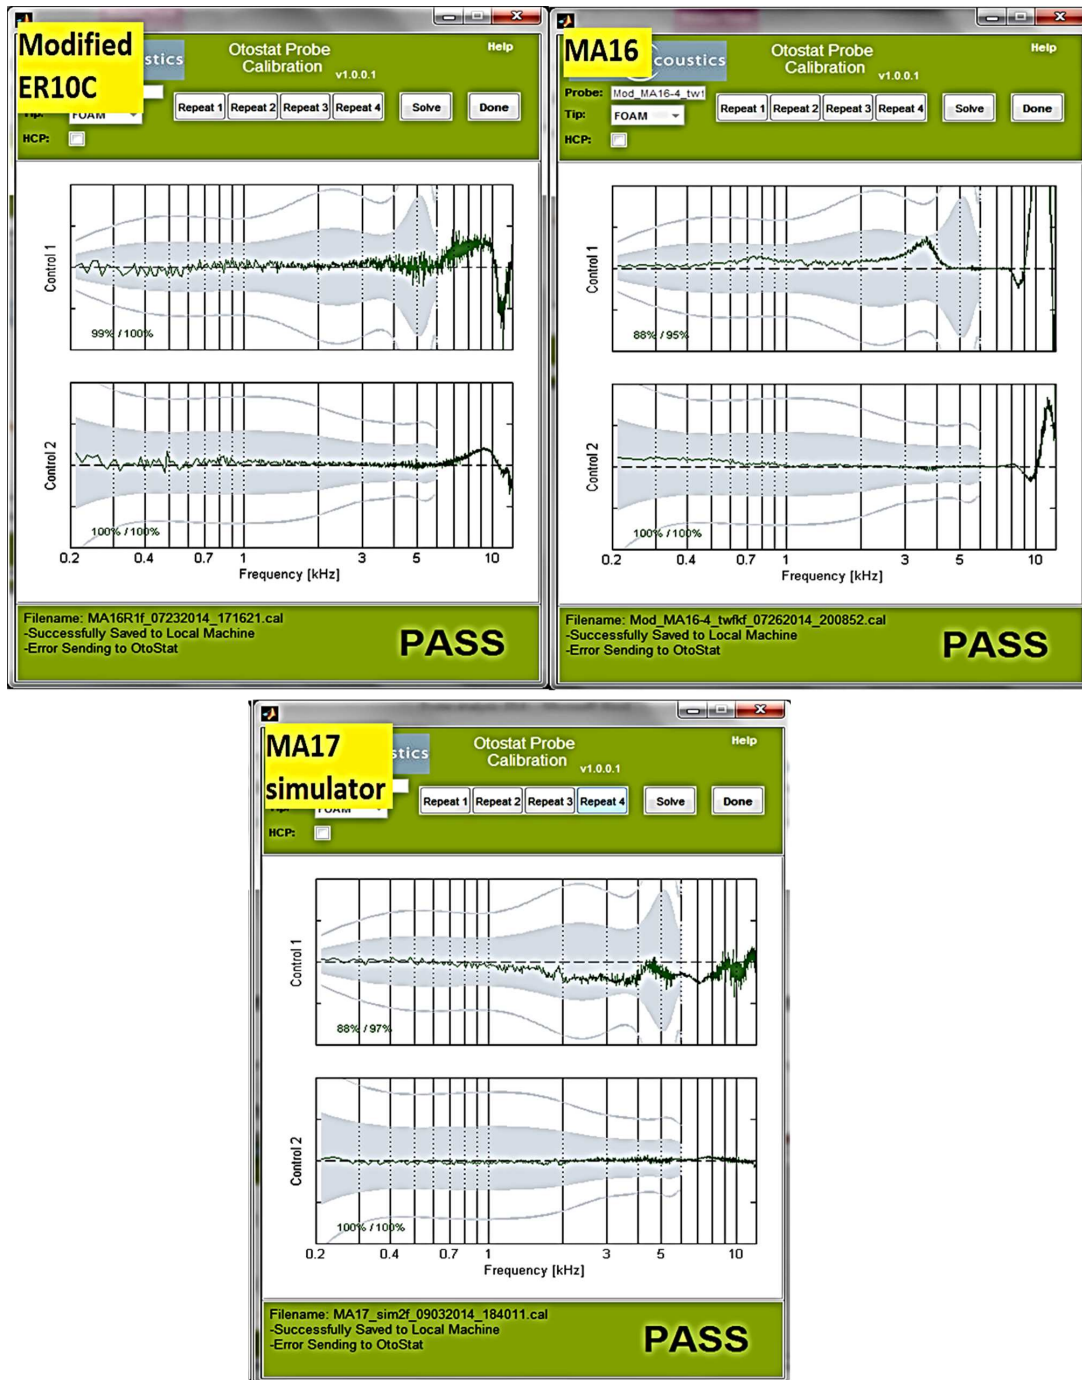 Modified
ER10C
stics
Otostat Probe
Calibration v1.0.0.1
Help
Repeat 1 Repeat 2 Repeat 3 Repeat 4 Solve Done
Tip: FOAM
HCP:
Control 1
99% / 100%
Control 2
100% / 100%
0.2 0.4 0.7 1 3 5 10
Frequency [kHz]
Filename: MA16R1f_07232014_171621.cal
-Successfully Saved to Local Machine
-Error Sending to OtoStat
PASS
MA16
coustics
Otostat Probe
Calibration v1.0.0.1
Help
Probe: Mod_MA16-4_tw1
Repeat 1 Repeat 2 Repeat 3 Repeat 4 Solve Done
Tip: FOAM
HCP:
Control 1
88% / 95%
Control 2
100% / 100%
0.2 0.4 0.7 1 3 5 10
Frequency [kHz]
Filename: Mod_MA16-4_twfkf_07262014_200852.cal
-Successfully Saved to Local Machine
-Error Sending to OtoStat
PASS
MA17
simulator
stics
Otostat Probe
Calibration v1.0.0.1
Help
Repeat 1 Repeat 2 Repeat 3 Repeat 4 Solve Done
Tip: FOAM
HCP:
Control 1
88% / 97%
Control 2
100% / 100%
0.2 0.4 0.7 1 3 5 10
Frequency [kHz]
Filename: MA17_sim2f_09032014_184011.cal
-Successfully Saved to Local Machine
-Error Sending to OtoStat
PASS